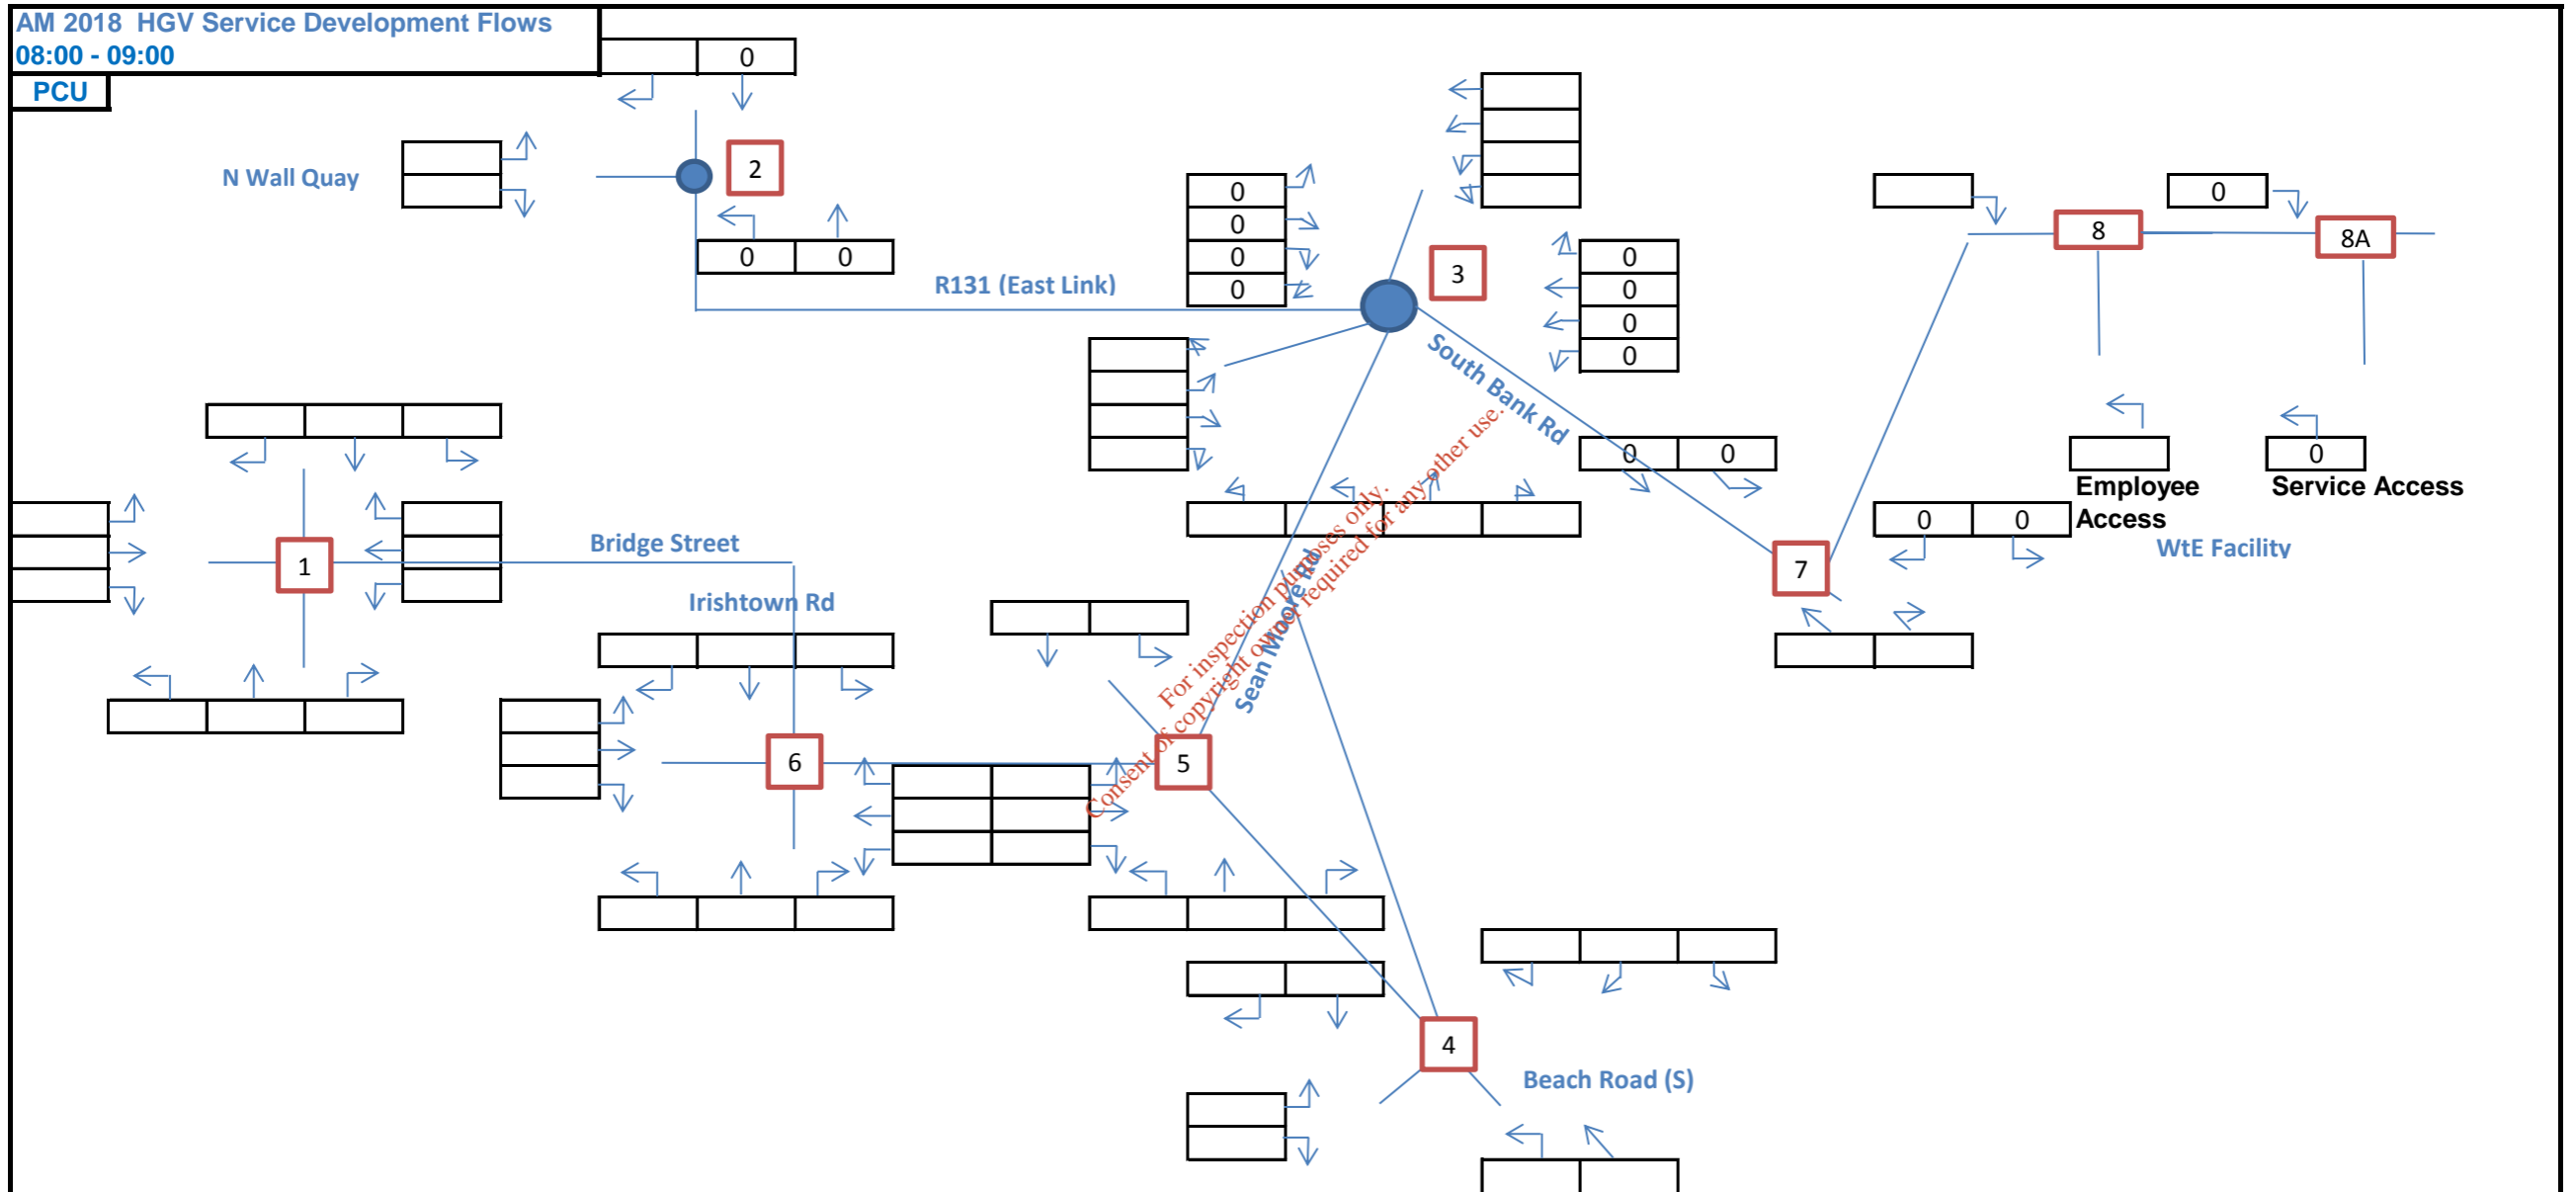 AM 2018 HGV Service Development Flows
08:00 - 09:00
PCU
0
N Wall Quay
2
0 0
R131 (East Link)
0
0
0
0
3
0
0
0
0
South Bank Rd
0 0
8
0
8A
Employee
Access
0
Service Access
0 0
WtE Facility
7
1
Bridge Street
Irishtown Rd
6
5
Sean Moore Rd
For inspection purposes only.
Consent of copyright owner required for any other use.
4
Beach Road (S)